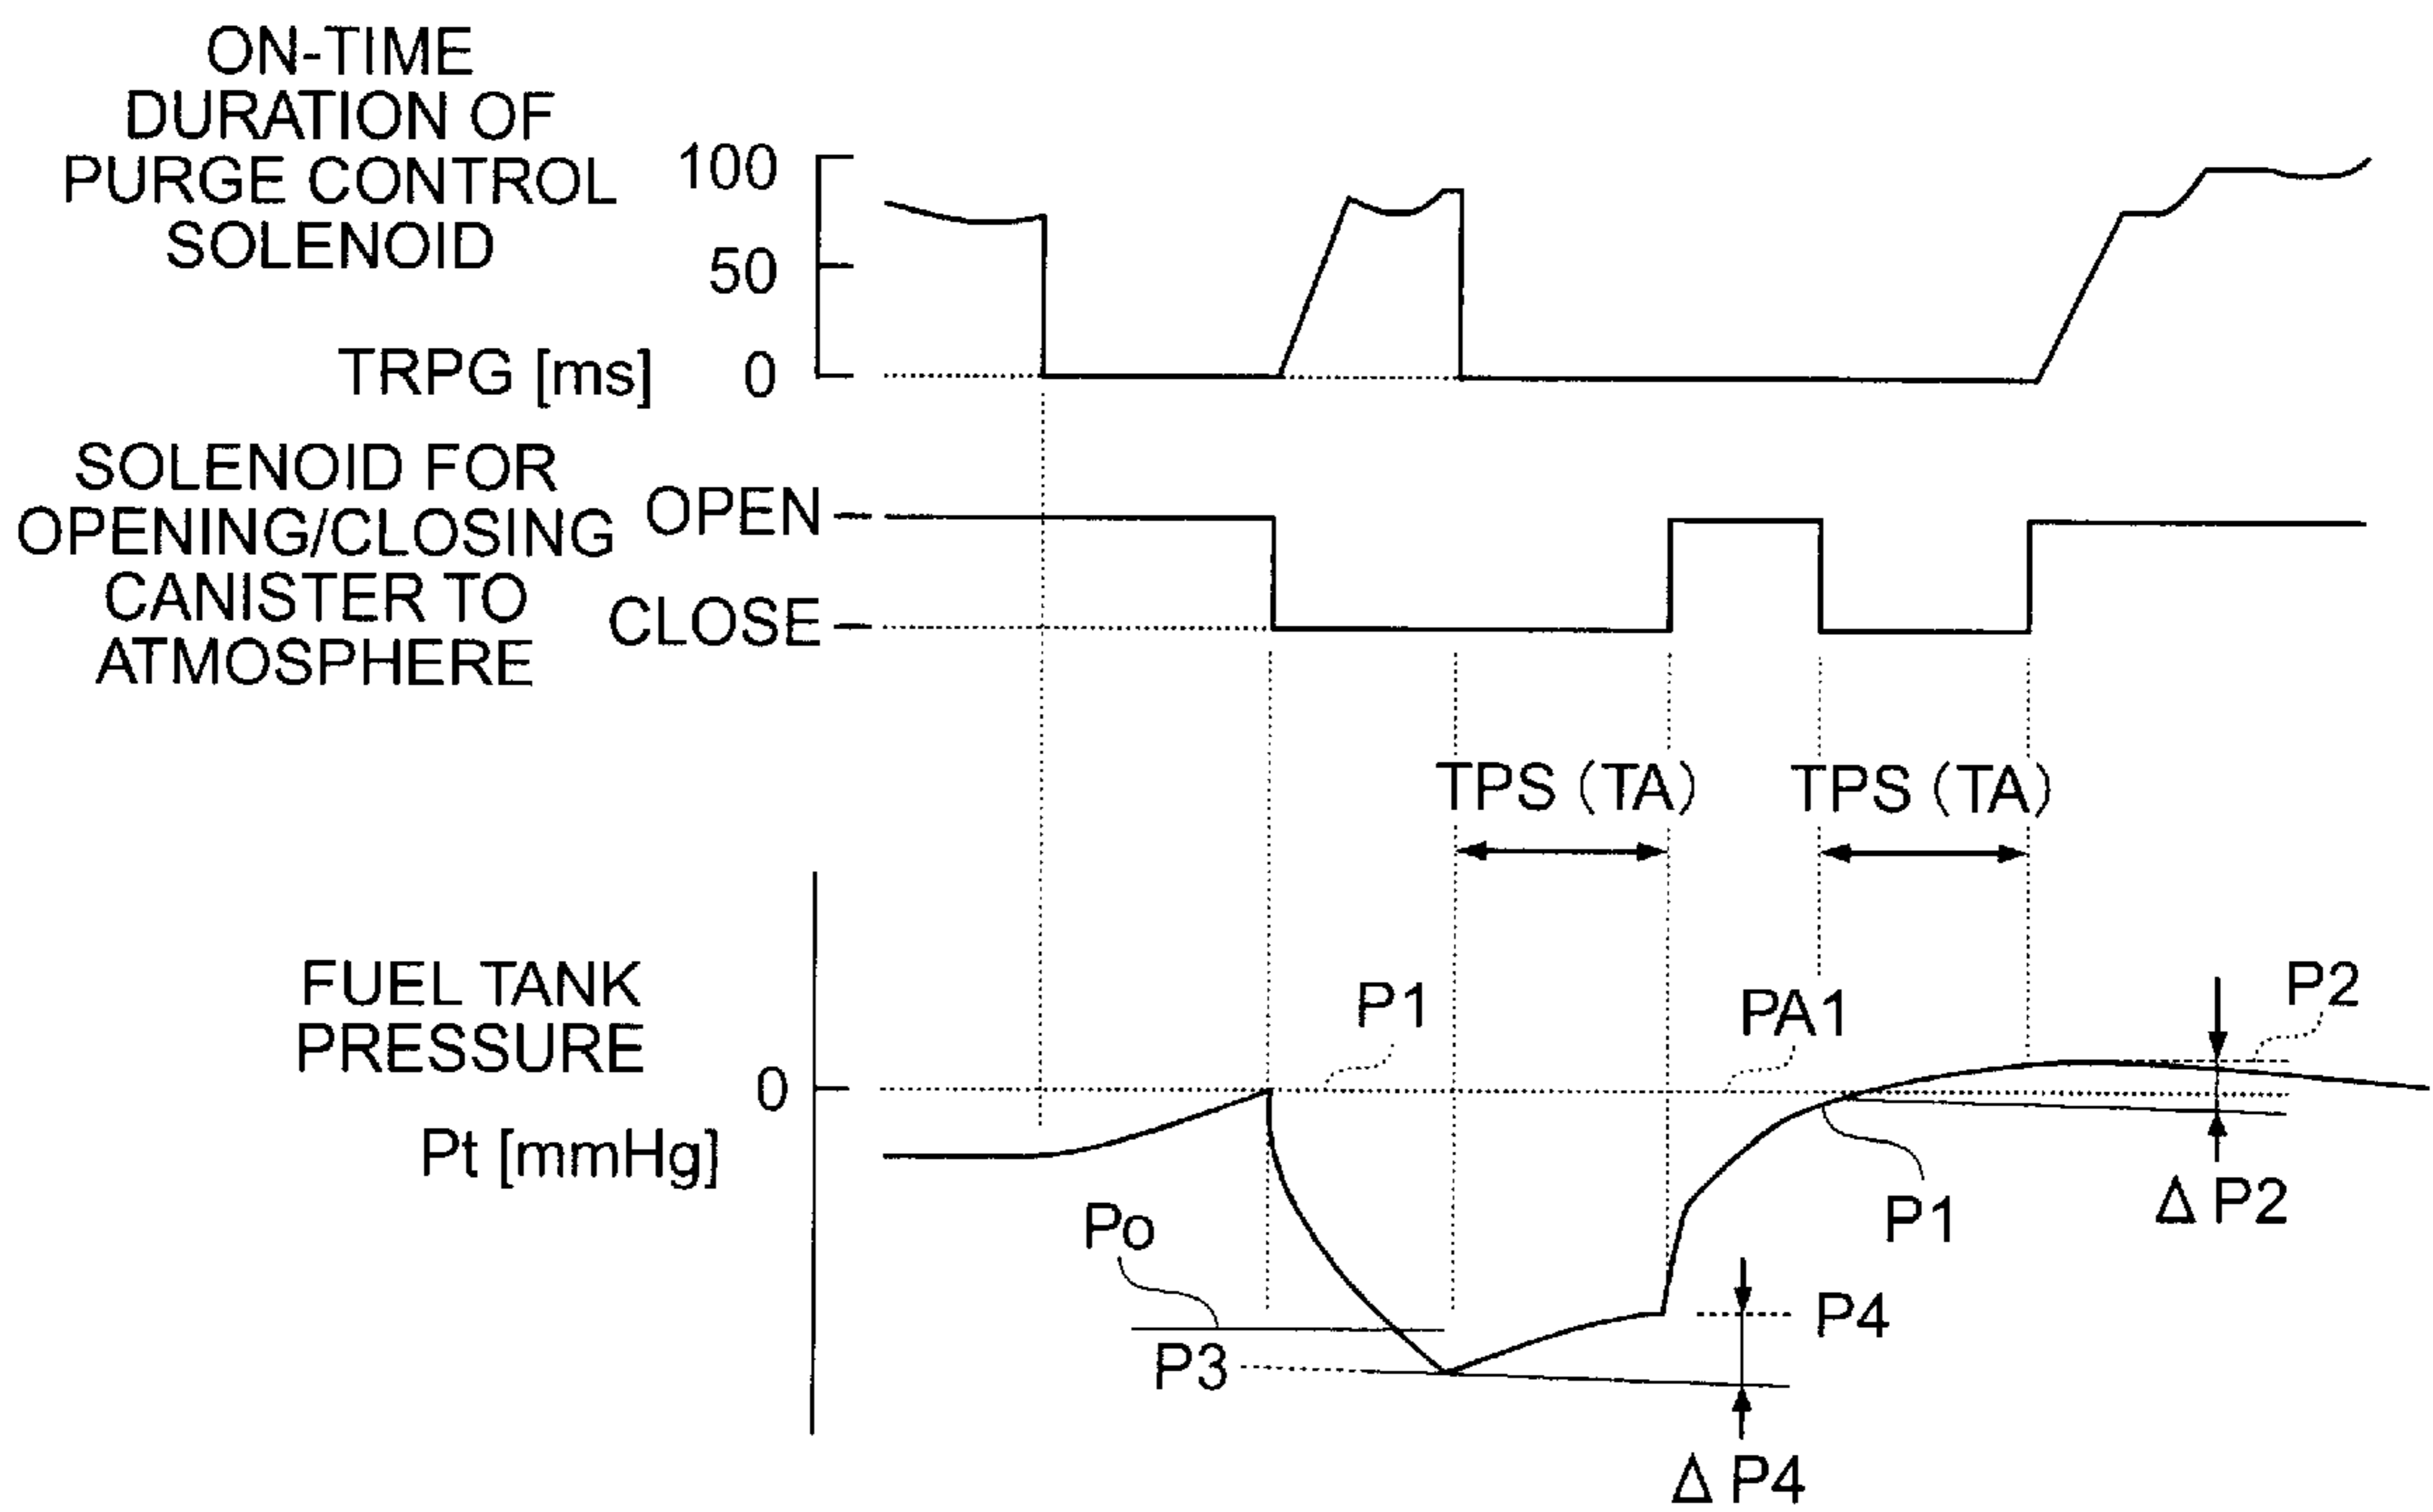 ON-TIME
DURATION OF
PURGE CONTROL
SOLENOID
100
50
0
TRPG [ms]
SOLENOID FOR
OPENING/CLOSING
CANISTER TO
ATMOSPHERE
OPEN
CLOSE
TPS (TA)
TPS (TA)
FUEL TANK
PRESSURE
0
Pt [mmHg]
P1
PA1
P2
Po
P3
P1
ΔP2
P4
ΔP4